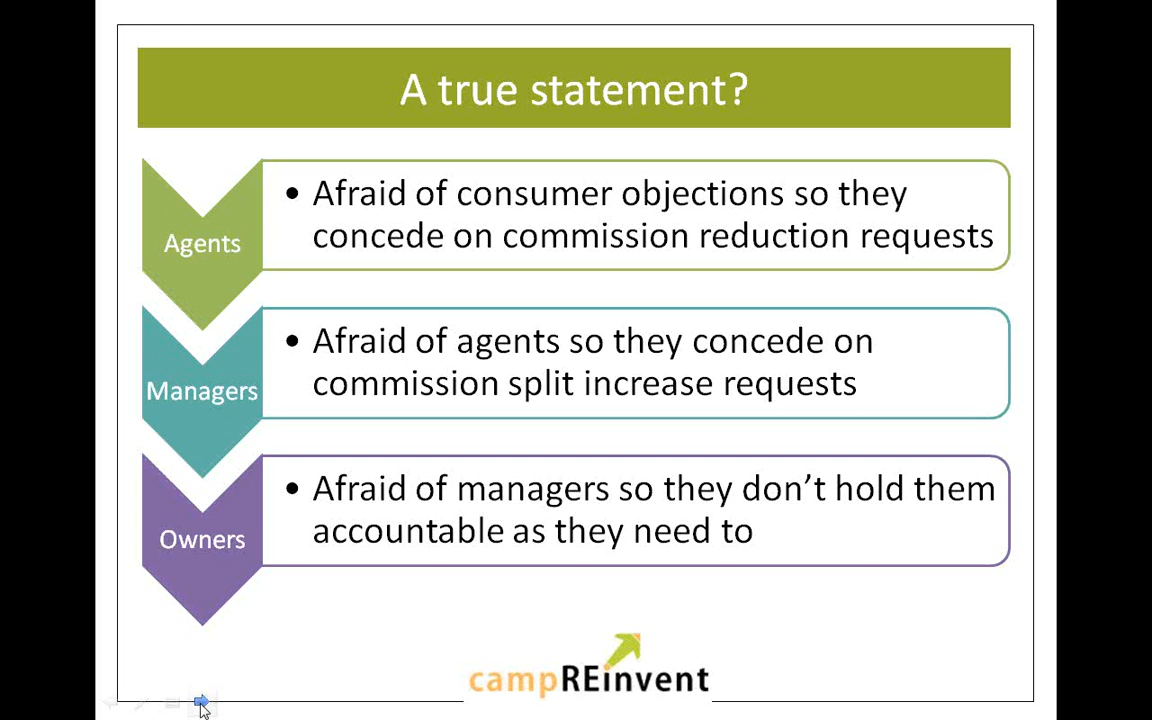 A true statement?
Agents
• Afraid of consumer objections so they
concede on commission reduction requests
Managers
• Afraid of agents so they concede on
commission split increase requests
Owners
• Afraid of managers so they don’t hold them
accountable as they need to
campREinvent